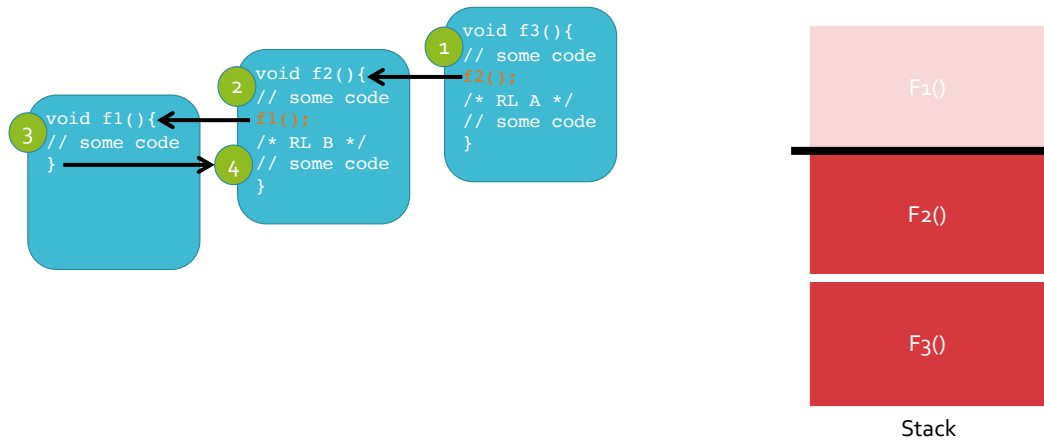 3
void f1(){
// some code
}
2
void f2(){
// some code
f1();
/* RL B */
4
// some code
}
1
void f3(){
// some code
f2();
/* RL A */
// some code
}
F1()
F2()
F3()
Stack